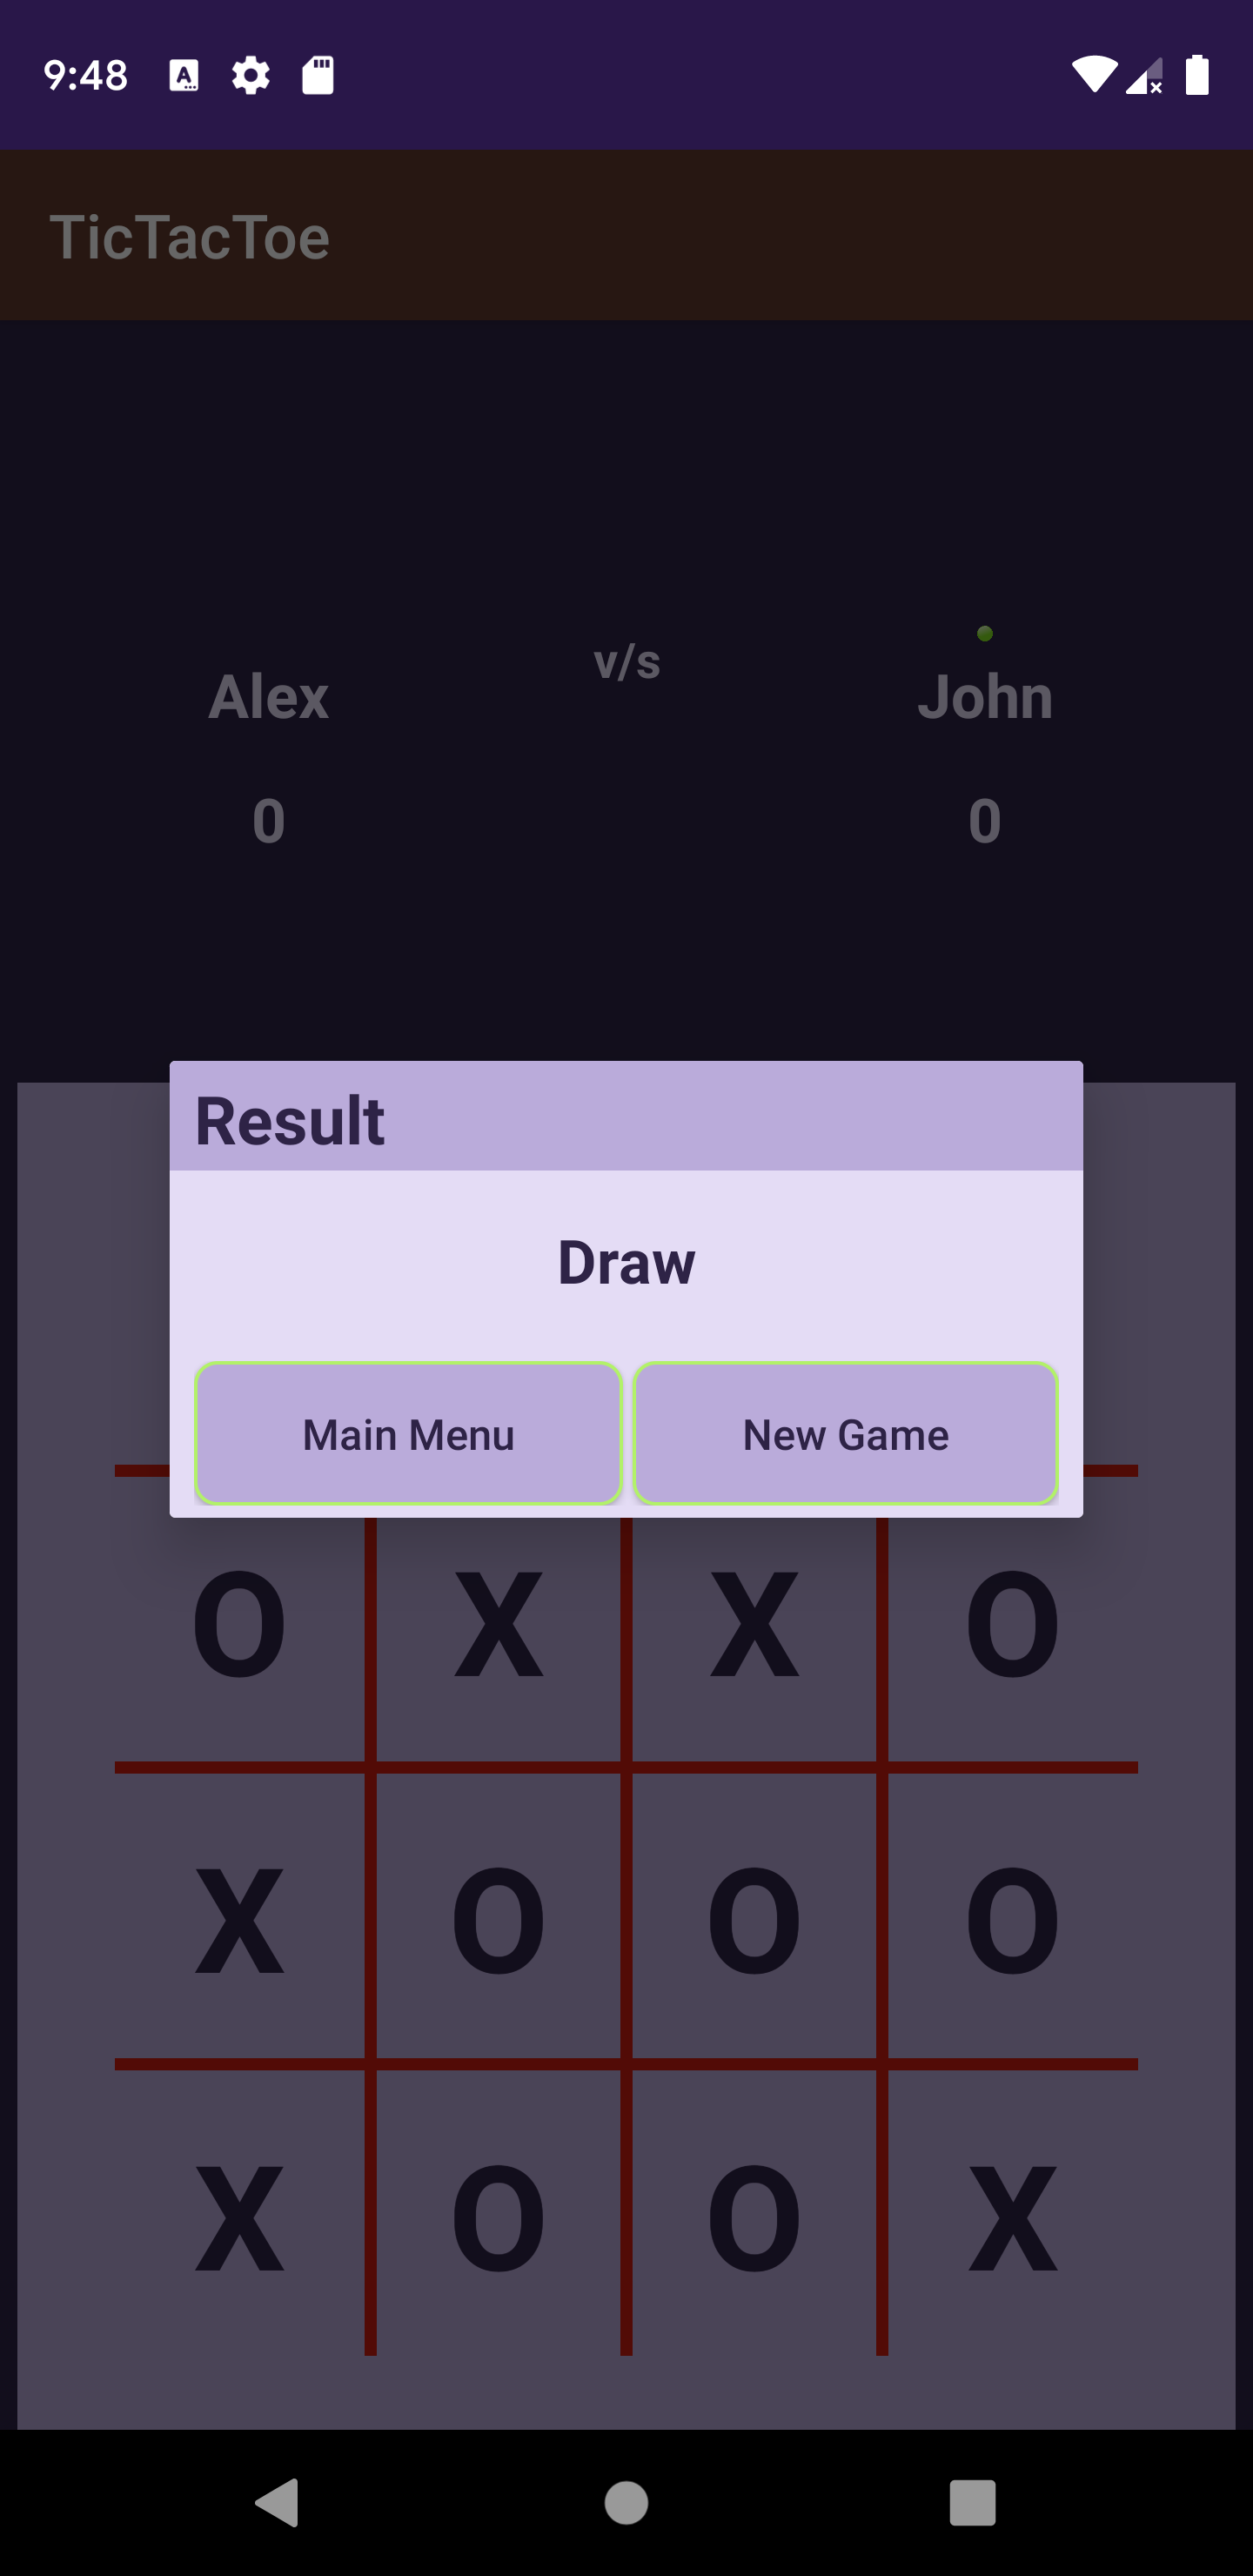 9:48
TicTacToe
v/s
Alex John
0 0
Result
Draw
Main Menu New Game
O X X O
X O O O
X O O X